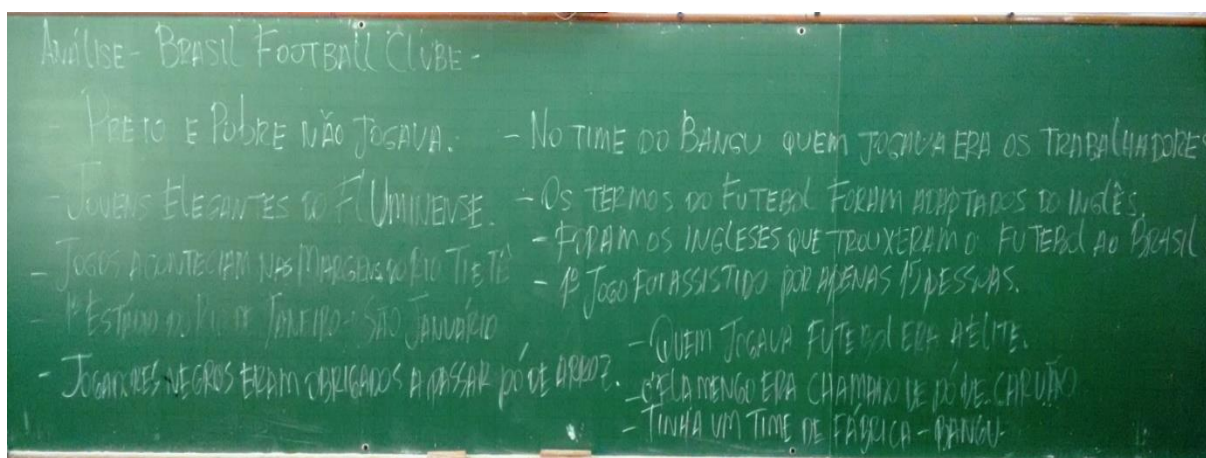 ANÁLISE - BRASIL FOOTBALL CLUBE -
PRETO E POBRE NÃO JOGAVA.
- JOVENS ELEGANTES DO FLUMINENSE.
- JOGOS ACONTECIAM NAS MARGENS DO RIO TIETÊ
- 1º ESTÁDIO DO RIO DE JANEIRO - SÃO JANUÁRIO
- JOGADORES NEGROS ERAM OBRIGADOS A PASSAR PÓ DE ARROZ.
- NO TIME DO BANGU QUEM JOGAVA ERA OS TRABALHADORES
- OS TERMOS DO FUTEBOL FORAM ADAPTADOS DO INGLÊS.
- FORAM OS INGLESES QUE TROUXERAM O FUTEBOL AO BRASIL
- 1º JOGO FOI ASSISTIDO POR APENAS 15 PESSOAS.
- QUEM JOGAVA FUTEBOL ERA A ÉLITE.
- FLAMENGO ERA CHAMADO DE PÓ DE CARVÃO
- TINHA UM TIME DE FÁBRICA - BANGU -